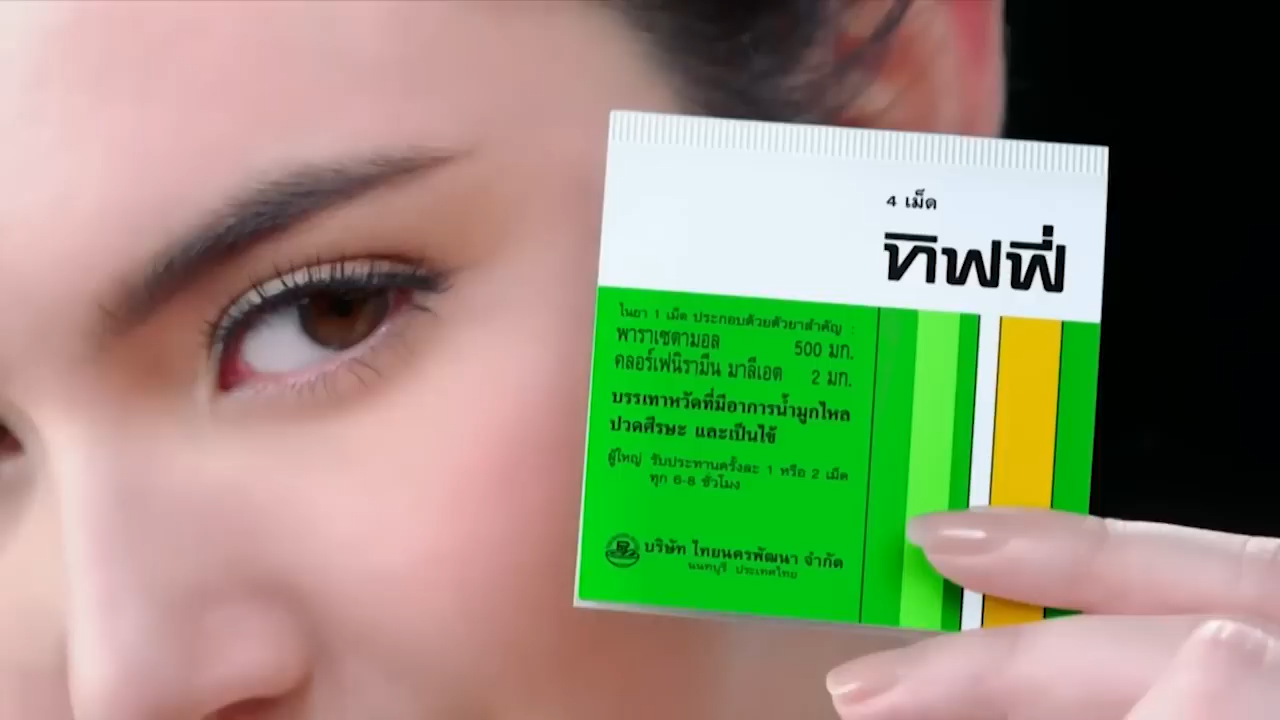 4 เม็ด
ทิฟฟี่
ในยา 1 เม็ด ประกอบด้วยตัวยาสำคัญ :
พาราเซตามอล 500 มก.
คลอร์เฟนิรามีน มาลีเอต 2 มก.
บรรเทาหวัดที่มีอาการน้ำมูกไหล
ปวดศีรษะ และเป็นไข้
ผู้ใหญ่ รับประทานครั้งละ 1 หรือ 2 เม็ด
ทุก 6-8 ชั่วโมง
บริษัท ไทยนครพัฒนา จำกัด
นนทบุรี ประเทศไทย